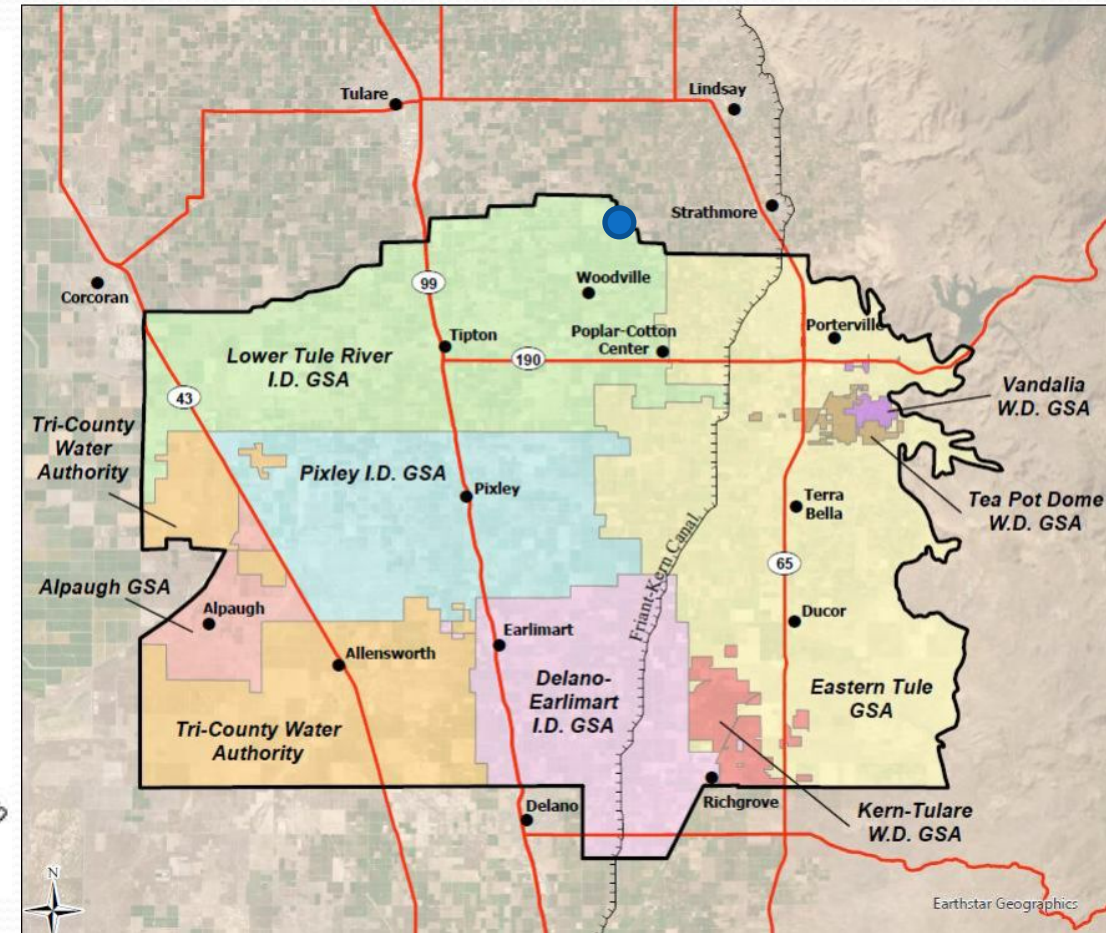 Tulare
Lindsay
Strathmore
Corcoran
99
Woodville
Porterville
Tipton
Poplar-Cotton
Center
190
Lower Tule River
I.D. GSA
43
Vandalia
W.D. GSA
Tri-County
Water
Authority
Pixley I.D. GSA
Pixley
Terra
Bella
Tea Pot Dome
W.D. GSA
Friant-Kern Canal
65
Alpaugh GSA
Alpaugh
Ducor
Earlimart
Allensworth
Delano-
Earlimart
I.D. GSA
Eastern Tule
GSA
Tri-County Water
Authority
Richgrove
Delano
Kern-Tulare
W.D. GSA
N
Earthstar Geographics